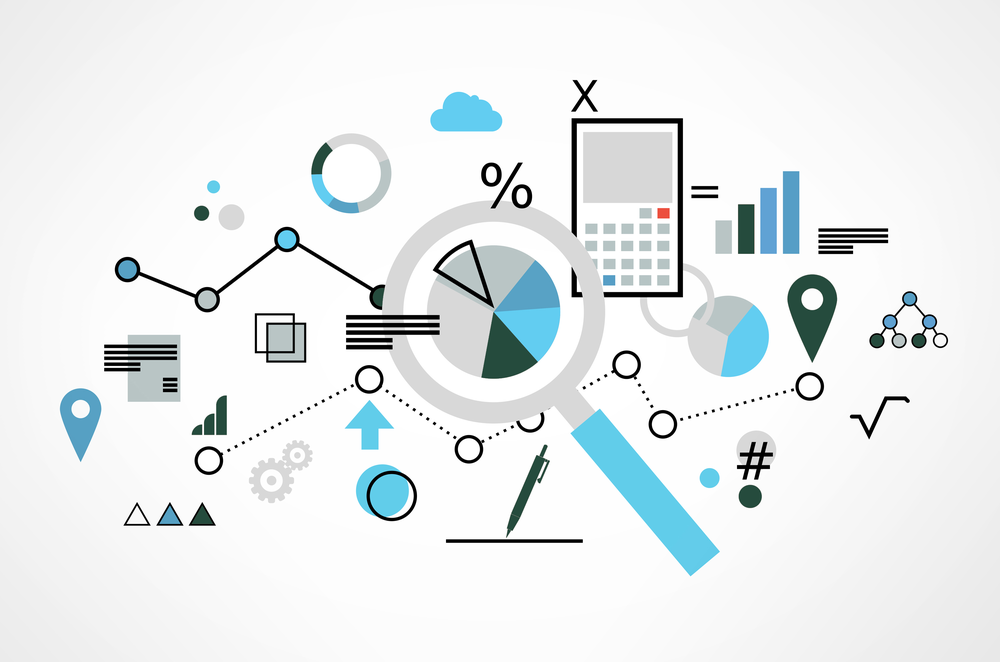 X
%
=
√
#